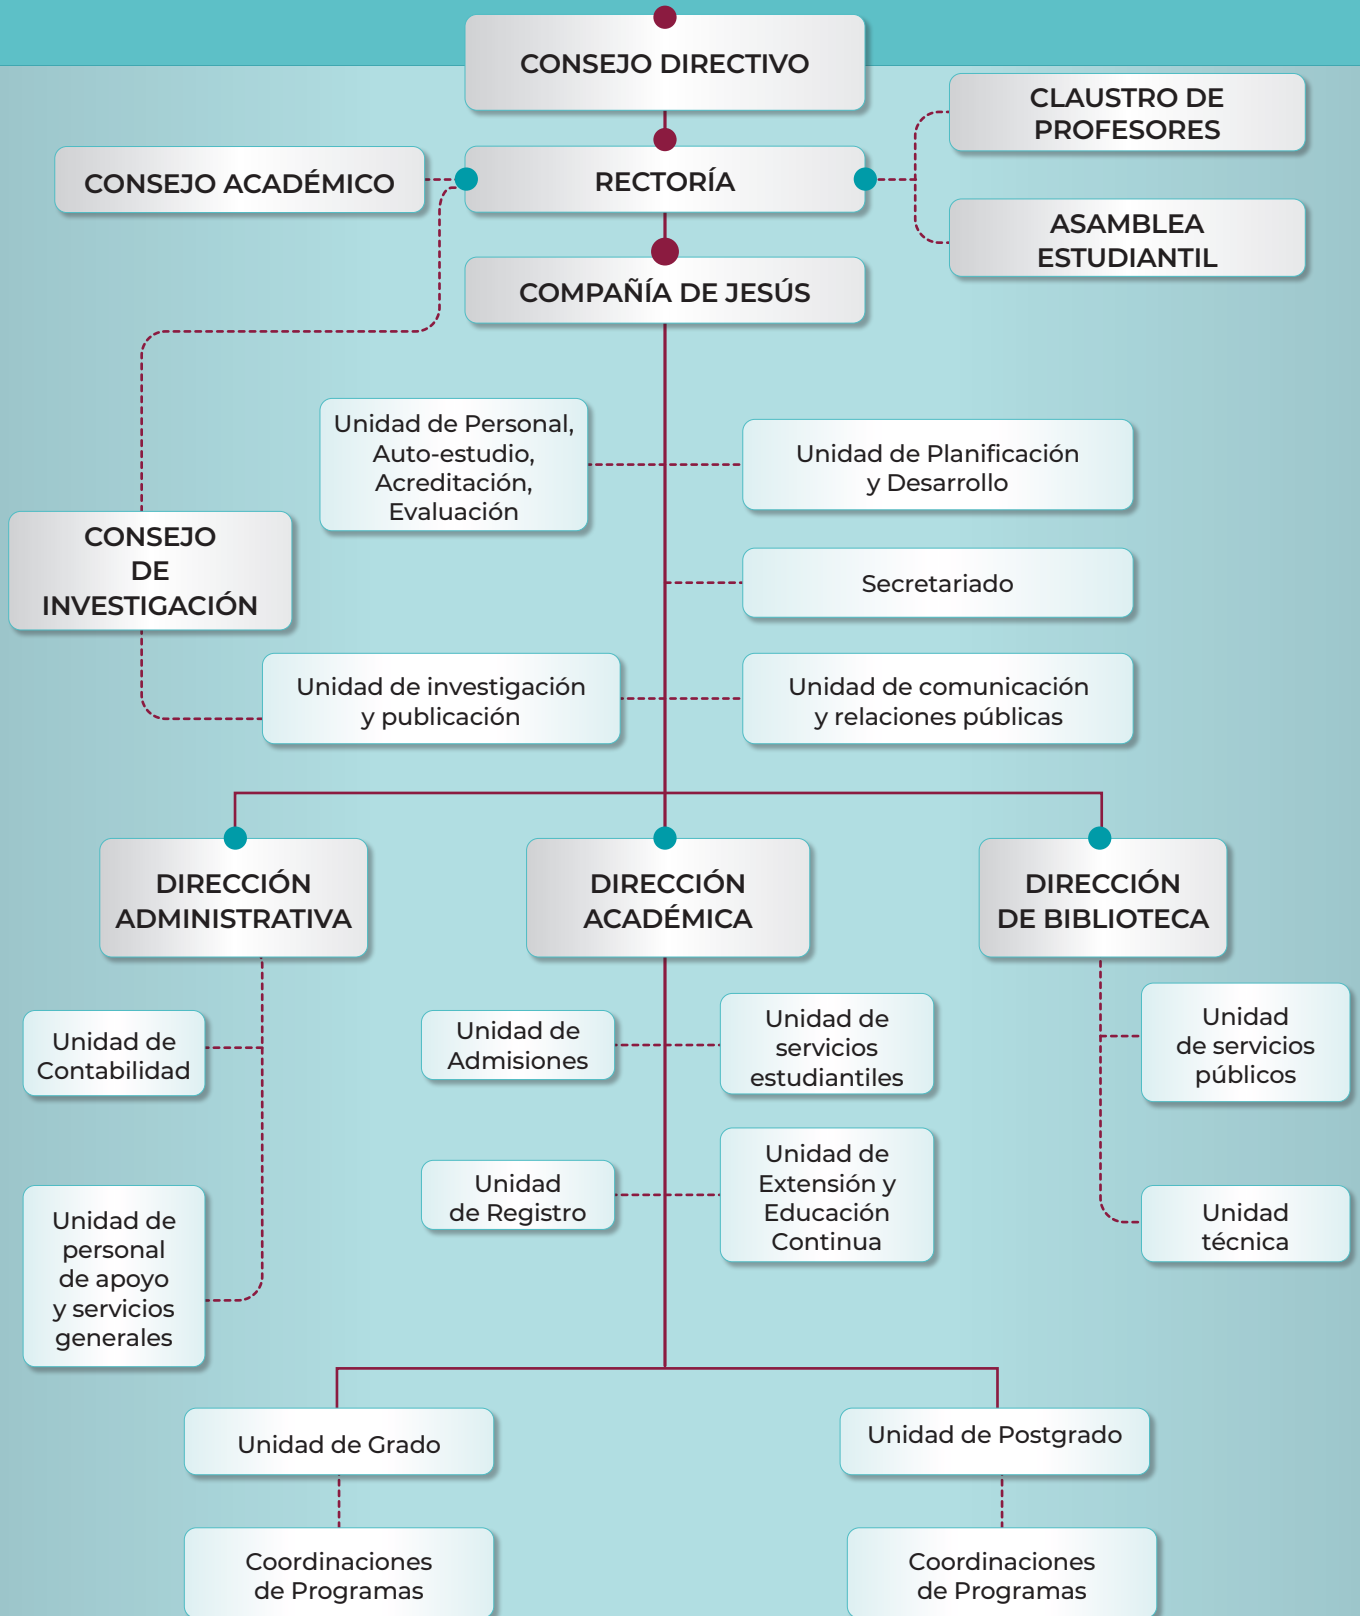 CONSEJO DIRECTIVO
CLAUSTRO DE
PROFESORES
CONSEJO ACADÉMICO
RECTORÍA
ASAMBLEA
ESTUDIANTIL
COMPAÑÍA DE JESÚS
Unidad de Personal,
Auto-estudio,
Acreditación,
Evaluación
Unidad de Planificación
y Desarrollo
CONSEJO
DE
INVESTIGACIÓN
Secretariado
Unidad de investigación
y publicación
Unidad de comunicación
y relaciones públicas
DIRECCIÓN
ADMINISTRATIVA
DIRECCIÓN
ACADÉMICA
DIRECCIÓN
DE BIBLIOTECA
Unidad de
Contabilidad
Unidad de
Admisiones
Unidad de
servicios
estudiantiles
Unidad
de servicios
públicos
Unidad de
personal
de apoyo
y servicios
generales
Unidad
de Registro
Unidad de
Extensión y
Educación
Continua
Unidad
técnica
Unidad de Grado
Unidad de Postgrado
Coordinaciones
de Programas
Coordinaciones
de Programas